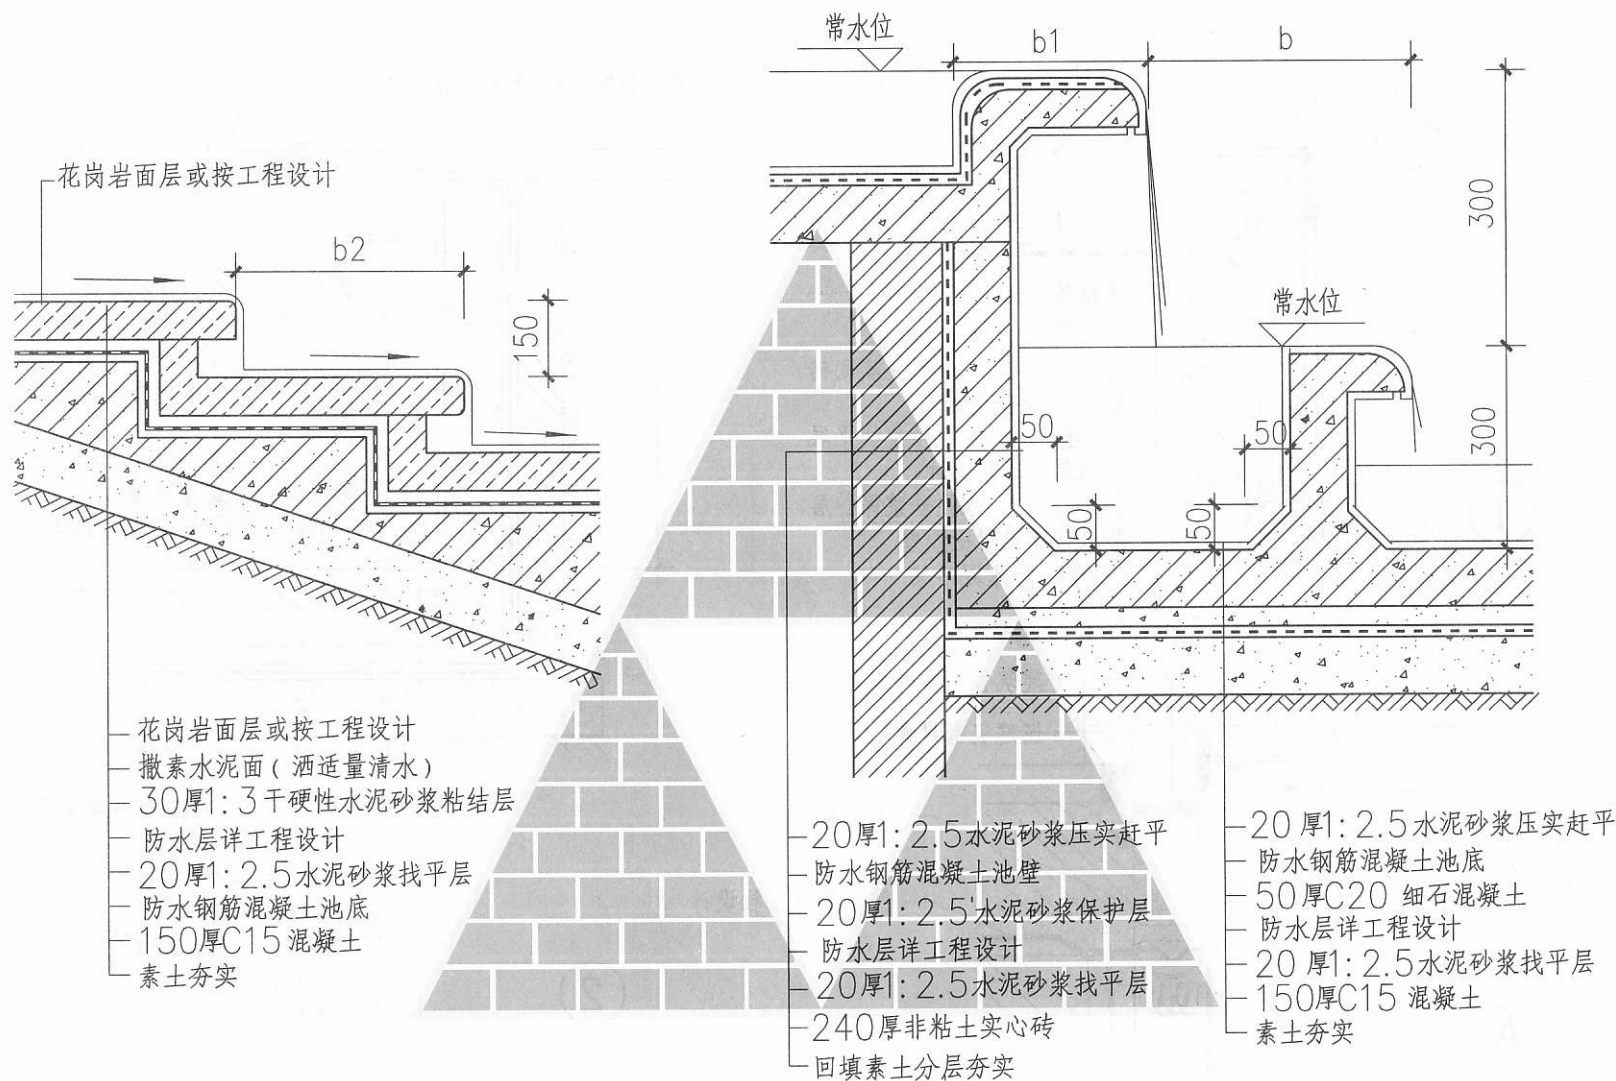 常水位
b1
b
花岗岩面层或按工程设计
b2
300
150
常水位
300
50
50
50
50
花岗岩面层或按工程设计
撒素水泥面(洒适量清水)
30厚1:3干硬性水泥砂浆粘结层
防水层详工程设计
20厚1:2.5水泥砂浆找平层
防水钢筋混凝土池底
150厚C15混凝土
素土夯实
20厚1:2.5水泥砂浆压实赶平
防水钢筋混凝土池壁
20厚1:2.5水泥砂浆保护层
防水层详工程设计
20厚1:2.5水泥砂浆找平层
240厚非粘土实心砖
回填素土分层夯实
20厚1:2.5水泥砂浆压实赶平
防水钢筋混凝土池底
50厚C20 细石混凝土
防水层详工程设计
20厚1:2.5水泥砂浆找平层
150厚C15 混凝土
素土夯实